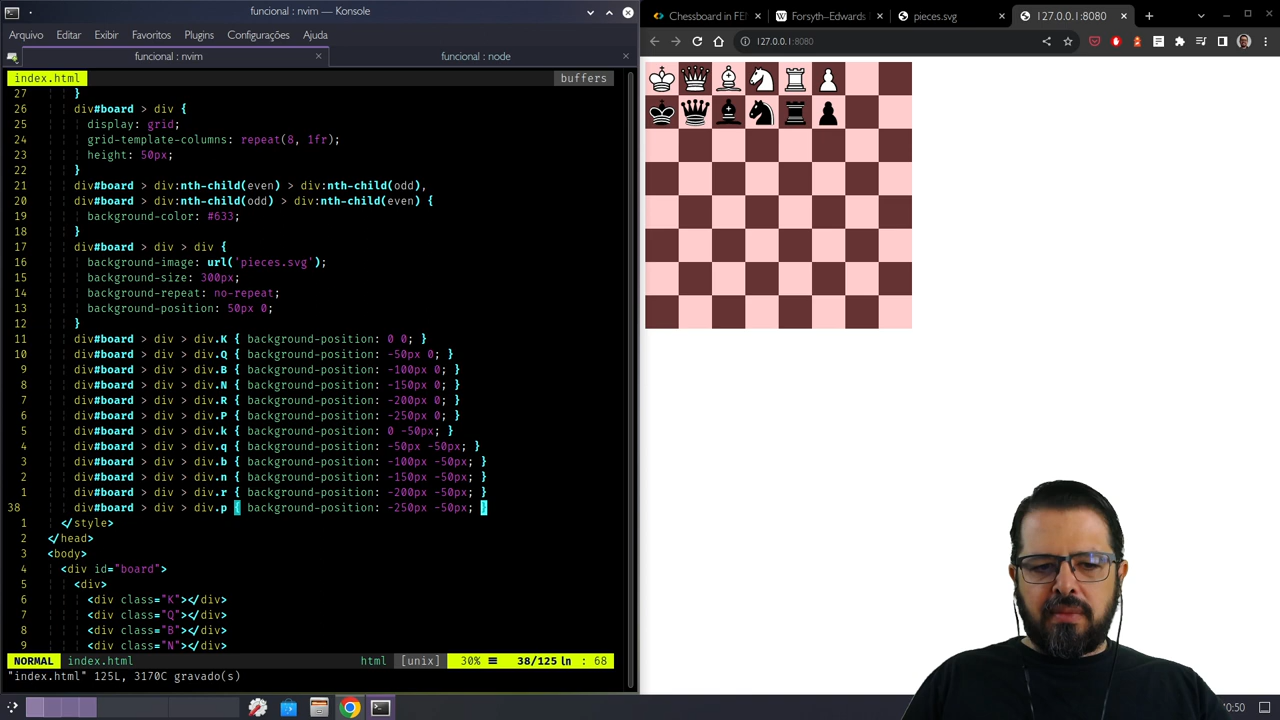 funcional : nvim — Konsole
Arquivo Editar Exibir Favoritos Plugins Configurações Ajuda
funcional : nvim
funcional : node
index.html
buffers
27 }
26 div#board > div {
25 display: grid;
24 grid-template-columns: repeat(8, 1fr);
23 height: 50px;
22 }
21 div#board > div:nth-child(even) > div:nth-child(odd),
20 div#board > div:nth-child(odd) > div:nth-child(even) {
19 background-color: #633;
18 }
17 div#board > div > div {
16 background-image: url('pieces.svg');
15 background-size: 300px;
14 background-repeat: no-repeat;
13 background-position: 50px 0;
12 }
11 div#board > div > div.K { background-position: 0 0; }
10 div#board > div > div.Q { background-position: -50px 0; }
9 div#board > div > div.B { background-position: -100px 0; }
8 div#board > div > div.N { background-position: -150px 0; }
7 div#board > div > div.R { background-position: -200px 0; }
6 div#board > div > div.P { background-position: -250px 0; }
5 div#board > div > div.k { background-position: 0 -50px; }
4 div#board > div > div.q { background-position: -50px -50px; }
3 div#board > div > div.b { background-position: -100px -50px; }
2 div#board > div > div.n { background-position: -150px -50px; }
1 div#board > div > div.r { background-position: -200px -50px; }
38 div#board > div > div.p { background-position: -250px -50px; }
1 </style>
2 </head>
3 <body>
4 <div id="board">
5 <div>
6 <div class="K"></div>
7 <div class="Q"></div>
8 <div class="B"></div>
9 <div class="N"></div>
NORMAL index.html html [unix] 30% 38/125 ln : 68
"index.html" 125L, 3170C gravado(s)
Chessboard in FE
Forsyth–Edwards
pieces.svg
127.0.0.1:8080
127.0.0.1:8080
0:50